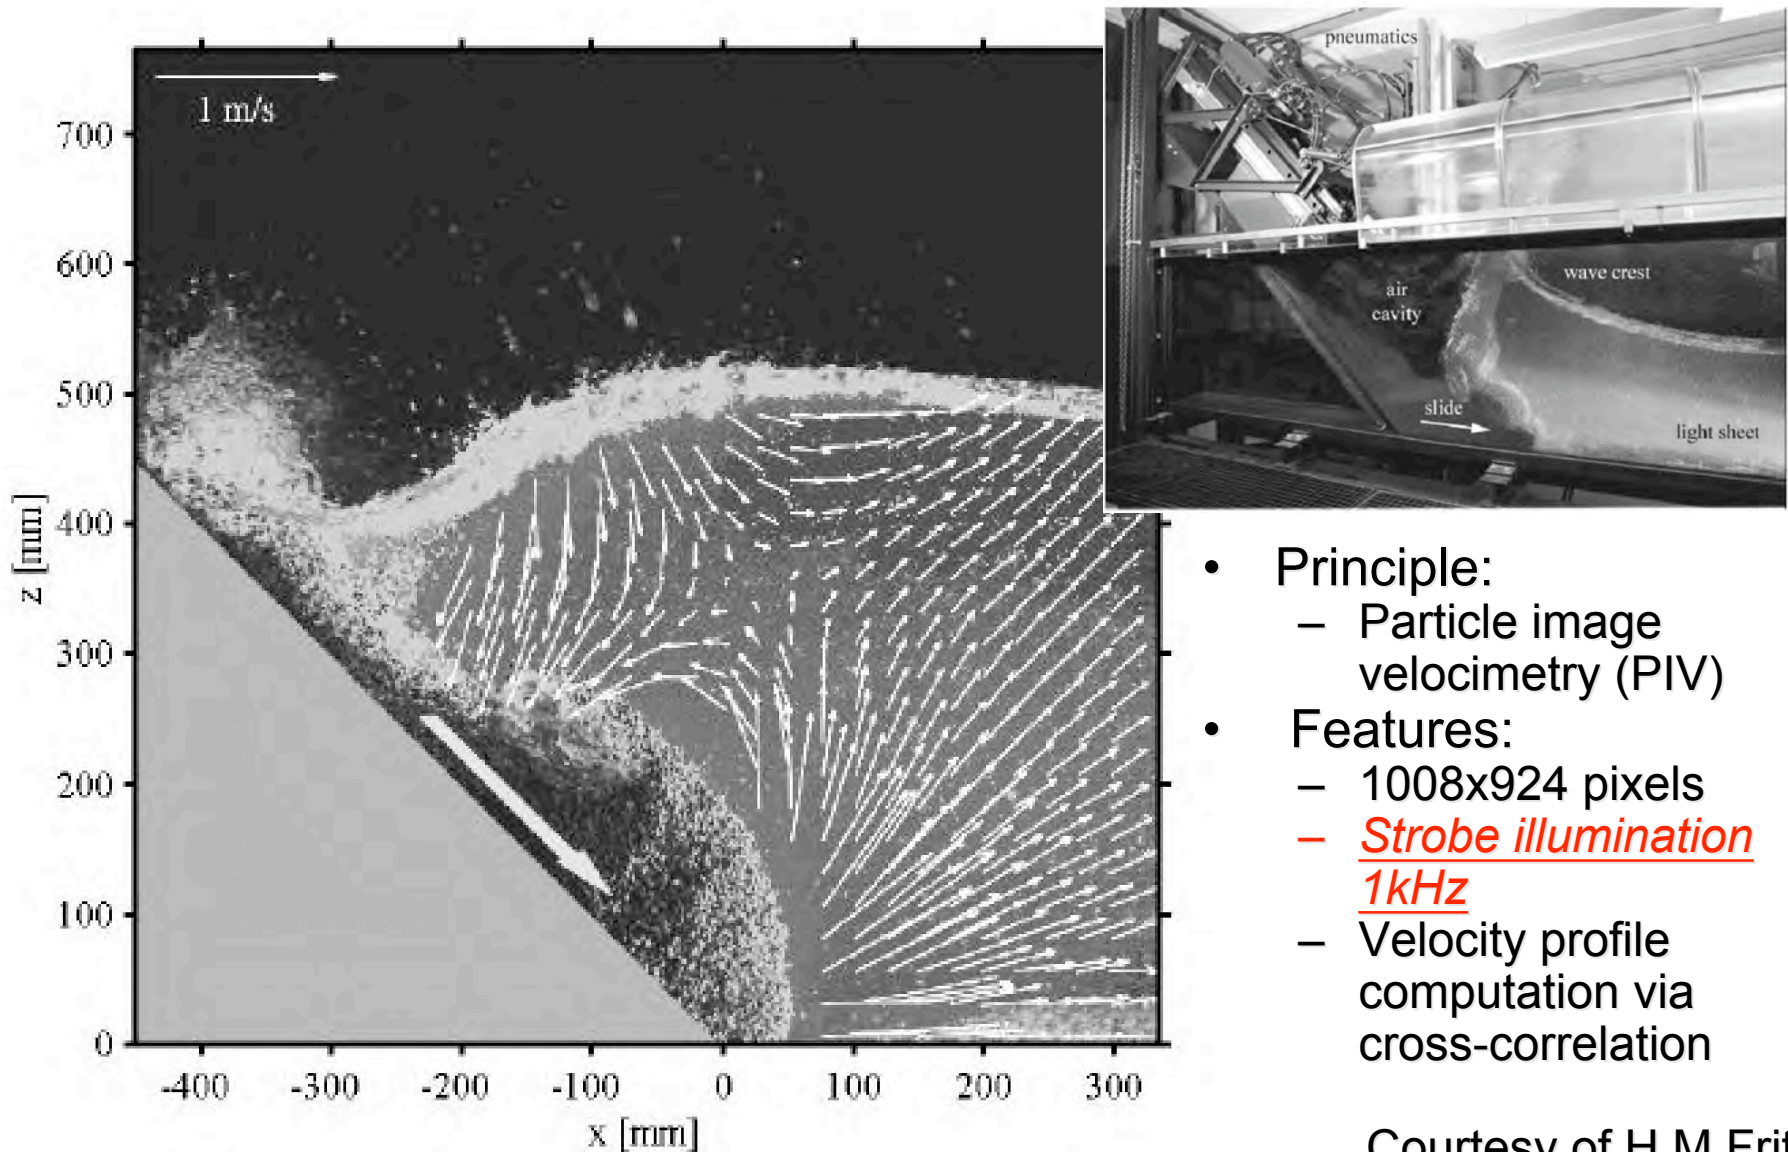 1 m/s
700
600
500
400
300
200
100
0
z [mm]
-400 -300 -200 -100 0 100 200 300
x [mm]
pneumatics
wave crest
air
cavity
slide
light sheet
• Principle:
– Particle image
velocimetry (PIV)
• Features:
– 1008x924 pixels
– Strobe illumination
1kHz
– Velocity profile
computation via
cross-correlation
Courtesy of H.M.